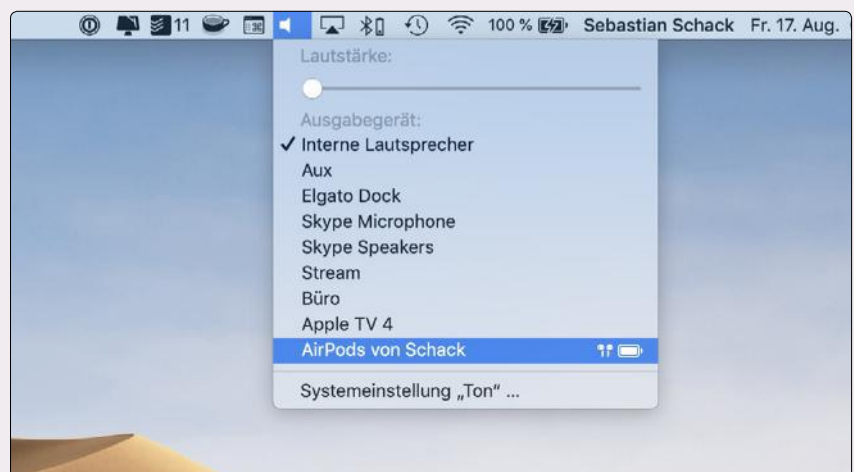 11 100 % Sebastian Schack Fr. 17. Aug.
Lautstärke:
Ausgabegerät:
Interne Lautsprecher
Aux
Elgato Dock
Skype Microphone
Skype Speakers
Stream
Büro
Apple TV 4
AirPods von Schack
Systemeinstellung „Ton“ ...